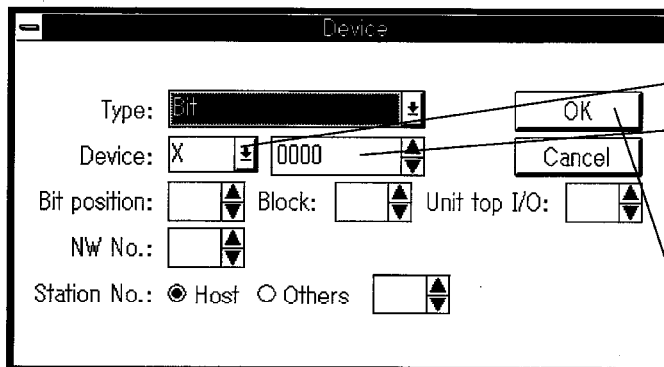 Device
Type: Bit
OK
Device: X 0000
Cancel
Bit position: Block: Unit top I/O:
NW No.:
Station No.: Host Others